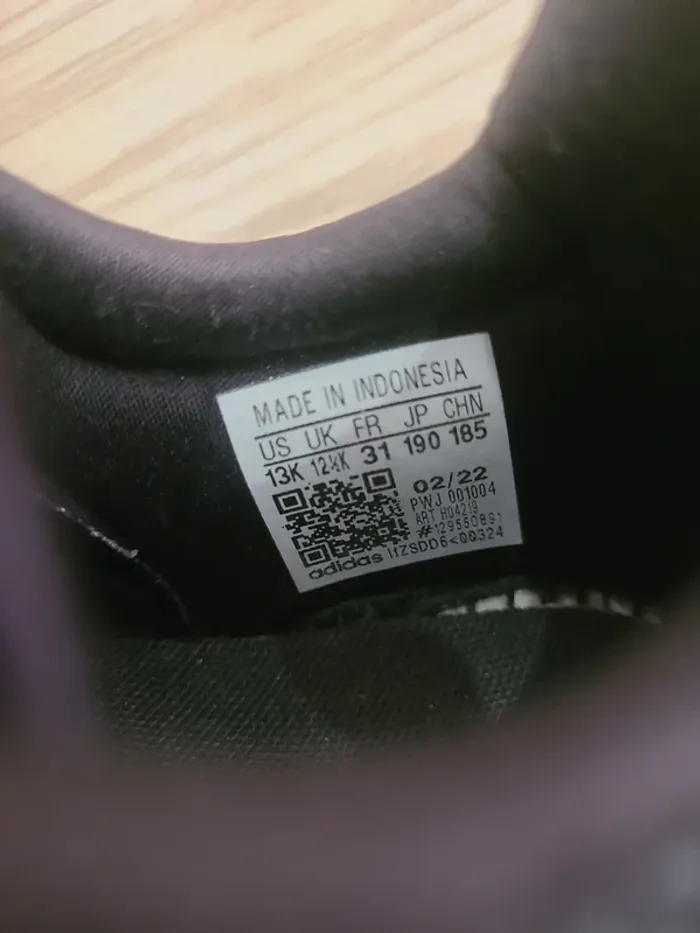 MADE IN INDONESIA
US UK FR JP CHN
13K 12½K 31 190 185
02/22
PWJ 001004
ART H04219
#129550891
adidas